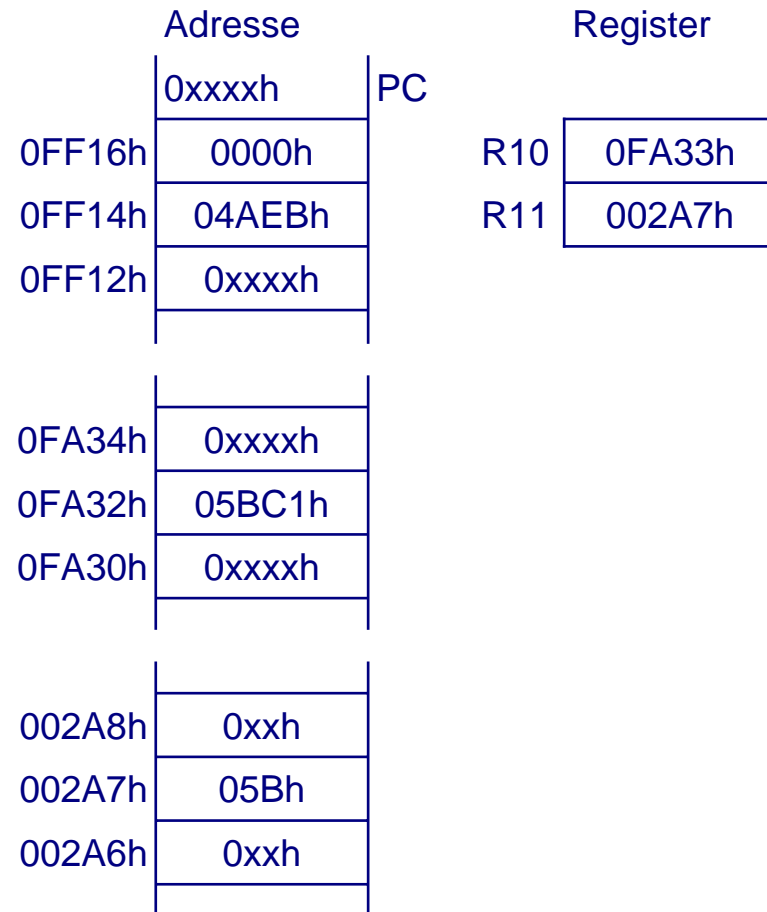 Adresse Register
0xxxxh PC
0FF16h 0000h R10 0FA33h
0FF14h 04AEBh R11 002A7h
0FF12h 0xxxxh
0FA34h 0xxxxh
0FA32h 05BC1h
0FA30h 0xxxxh
002A8h 0xxh
002A7h 05Bh
002A6h 0xxh